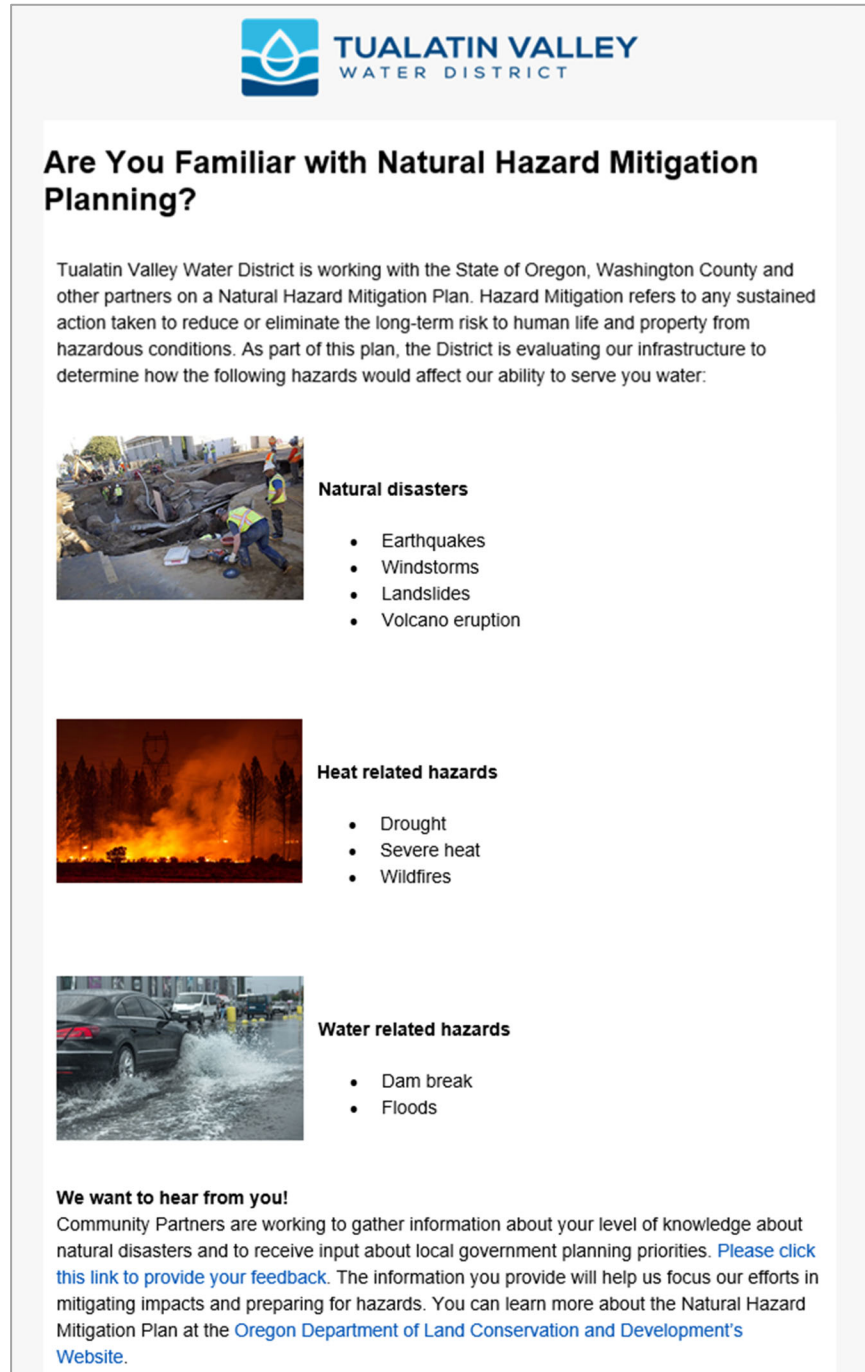 TUALATIN VALLEY
WATER DISTRICT
Are You Familiar with Natural Hazard Mitigation
Planning?
Tualatin Valley Water District is working with the State of Oregon, Washington County and
other partners on a Natural Hazard Mitigation Plan. Hazard Mitigation refers to any sustained
action taken to reduce or eliminate the long-term risk to human life and property from
hazardous conditions. As part of this plan, the District is evaluating our infrastructure to
determine how the following hazards would affect our ability to serve you water:
Natural disasters
• Earthquakes
• Windstorms
• Landslides
• Volcano eruption
Heat related hazards
• Drought
• Severe heat
• Wildfires
Water related hazards
• Dam break
• Floods
We want to hear from you!
Community Partners are working to gather information about your level of knowledge about
natural disasters and to receive input about local government planning priorities. Please click
this link to provide your feedback. The information you provide will help us focus our efforts in
mitigating impacts and preparing for hazards. You can learn more about the Natural Hazard
Mitigation Plan at the Oregon Department of Land Conservation and Development's
Website.